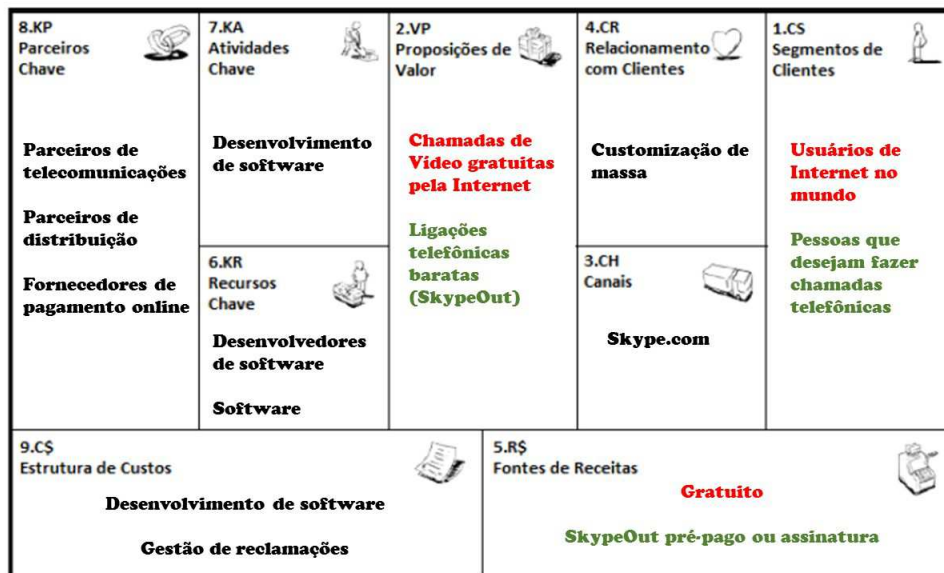 8.KP
Parceiros
Chave
Parceiros de
telecomunicações
Parceiros de
distribuição
Fornecedores de
pagamento online
7.KA
Atividades
Chave
Desenvolvimento
de software
6.KR
Recursos
Chave
Desenvolvedores
de software
Software
2.VP
Proposições de
Valor
Chamadas de
Vídeo gratuitas
pela Internet
Ligações
telefônicas
baratas
(SkypeOut)
4.CR
Relacionamento
com Clientes
Customização de
massa
3.CH
Canais
Skype.com
1.CS
Segmentos de
Clientes
Usuários de
Internet no
mundo
Pessoas que
desejam fazer
chamadas
telefônicas
9.C$
Estrutura de Custos
Desenvolvimento de software
Gestão de reclamações
5.R$
Fontes de Receitas
Gratuito
SkypeOut pré-pago ou assinatura